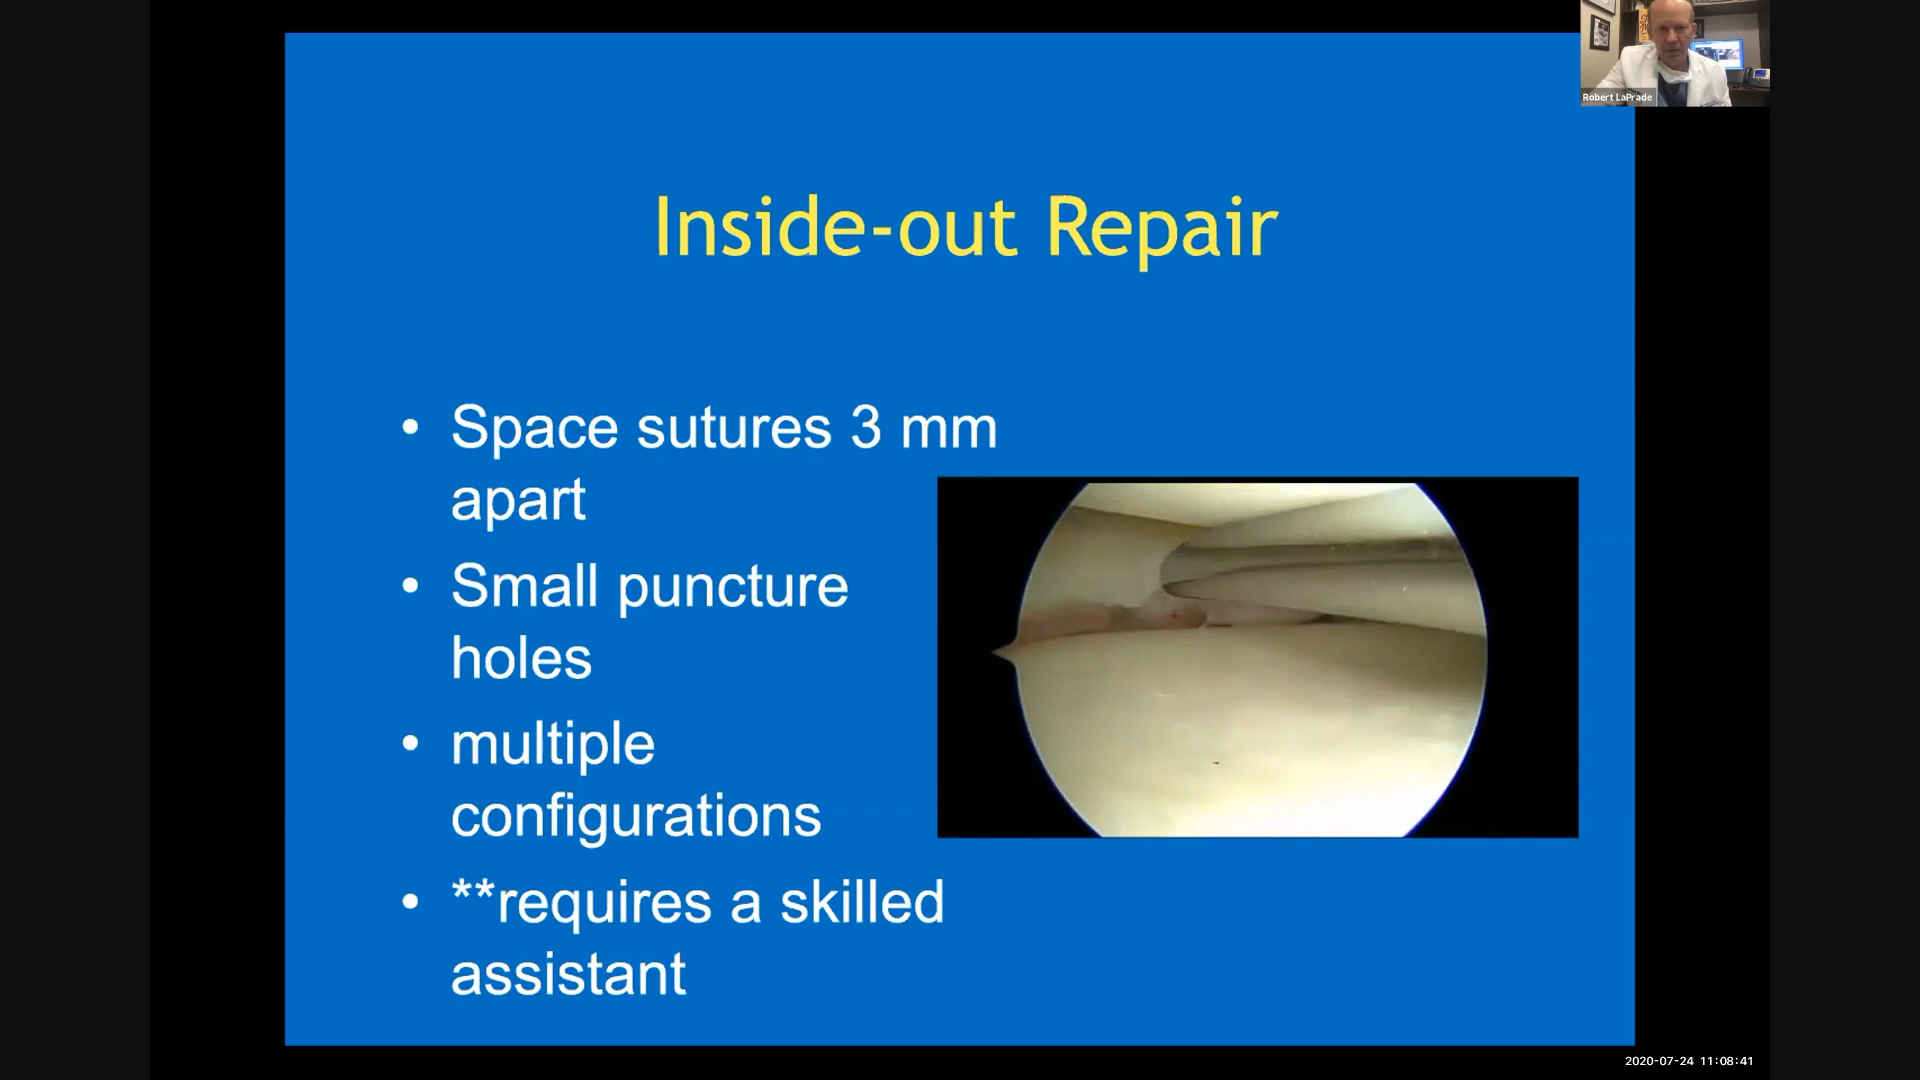 Robert LaPrade
Inside-out Repair
• Space sutures 3 mm
apart
• Small puncture
holes
• multiple
configurations
• **requires a skilled
assistant
2020-07-24 11:08:41